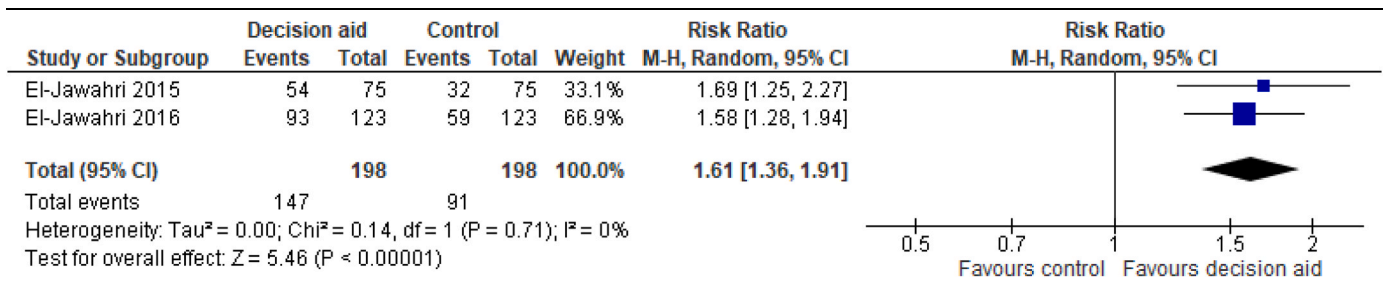 Decision aid Control Risk Ratio Risk Ratio
Study or Subgroup Events Total Events Total Weight M-H, Random, 95% CI M-H, Random, 95% CI
El-Jawahri 2015 54 75 32 75 33.1% 1.69 [1.25, 2.27]
El-Jawahri 2016 93 123 59 123 66.9% 1.58 [1.28, 1.94]
Total (95% CI) 198 198 100.0% 1.61 [1.36, 1.91]
Total events 147 91
Heterogeneity: Tau² = 0.00; Chi² = 0.14, df = 1 (P = 0.71); I² = 0%
Test for overall effect: Z = 5.46 (P < 0.00001)
0.5 0.7 1 1.5 2
Favours control Favours decision aid